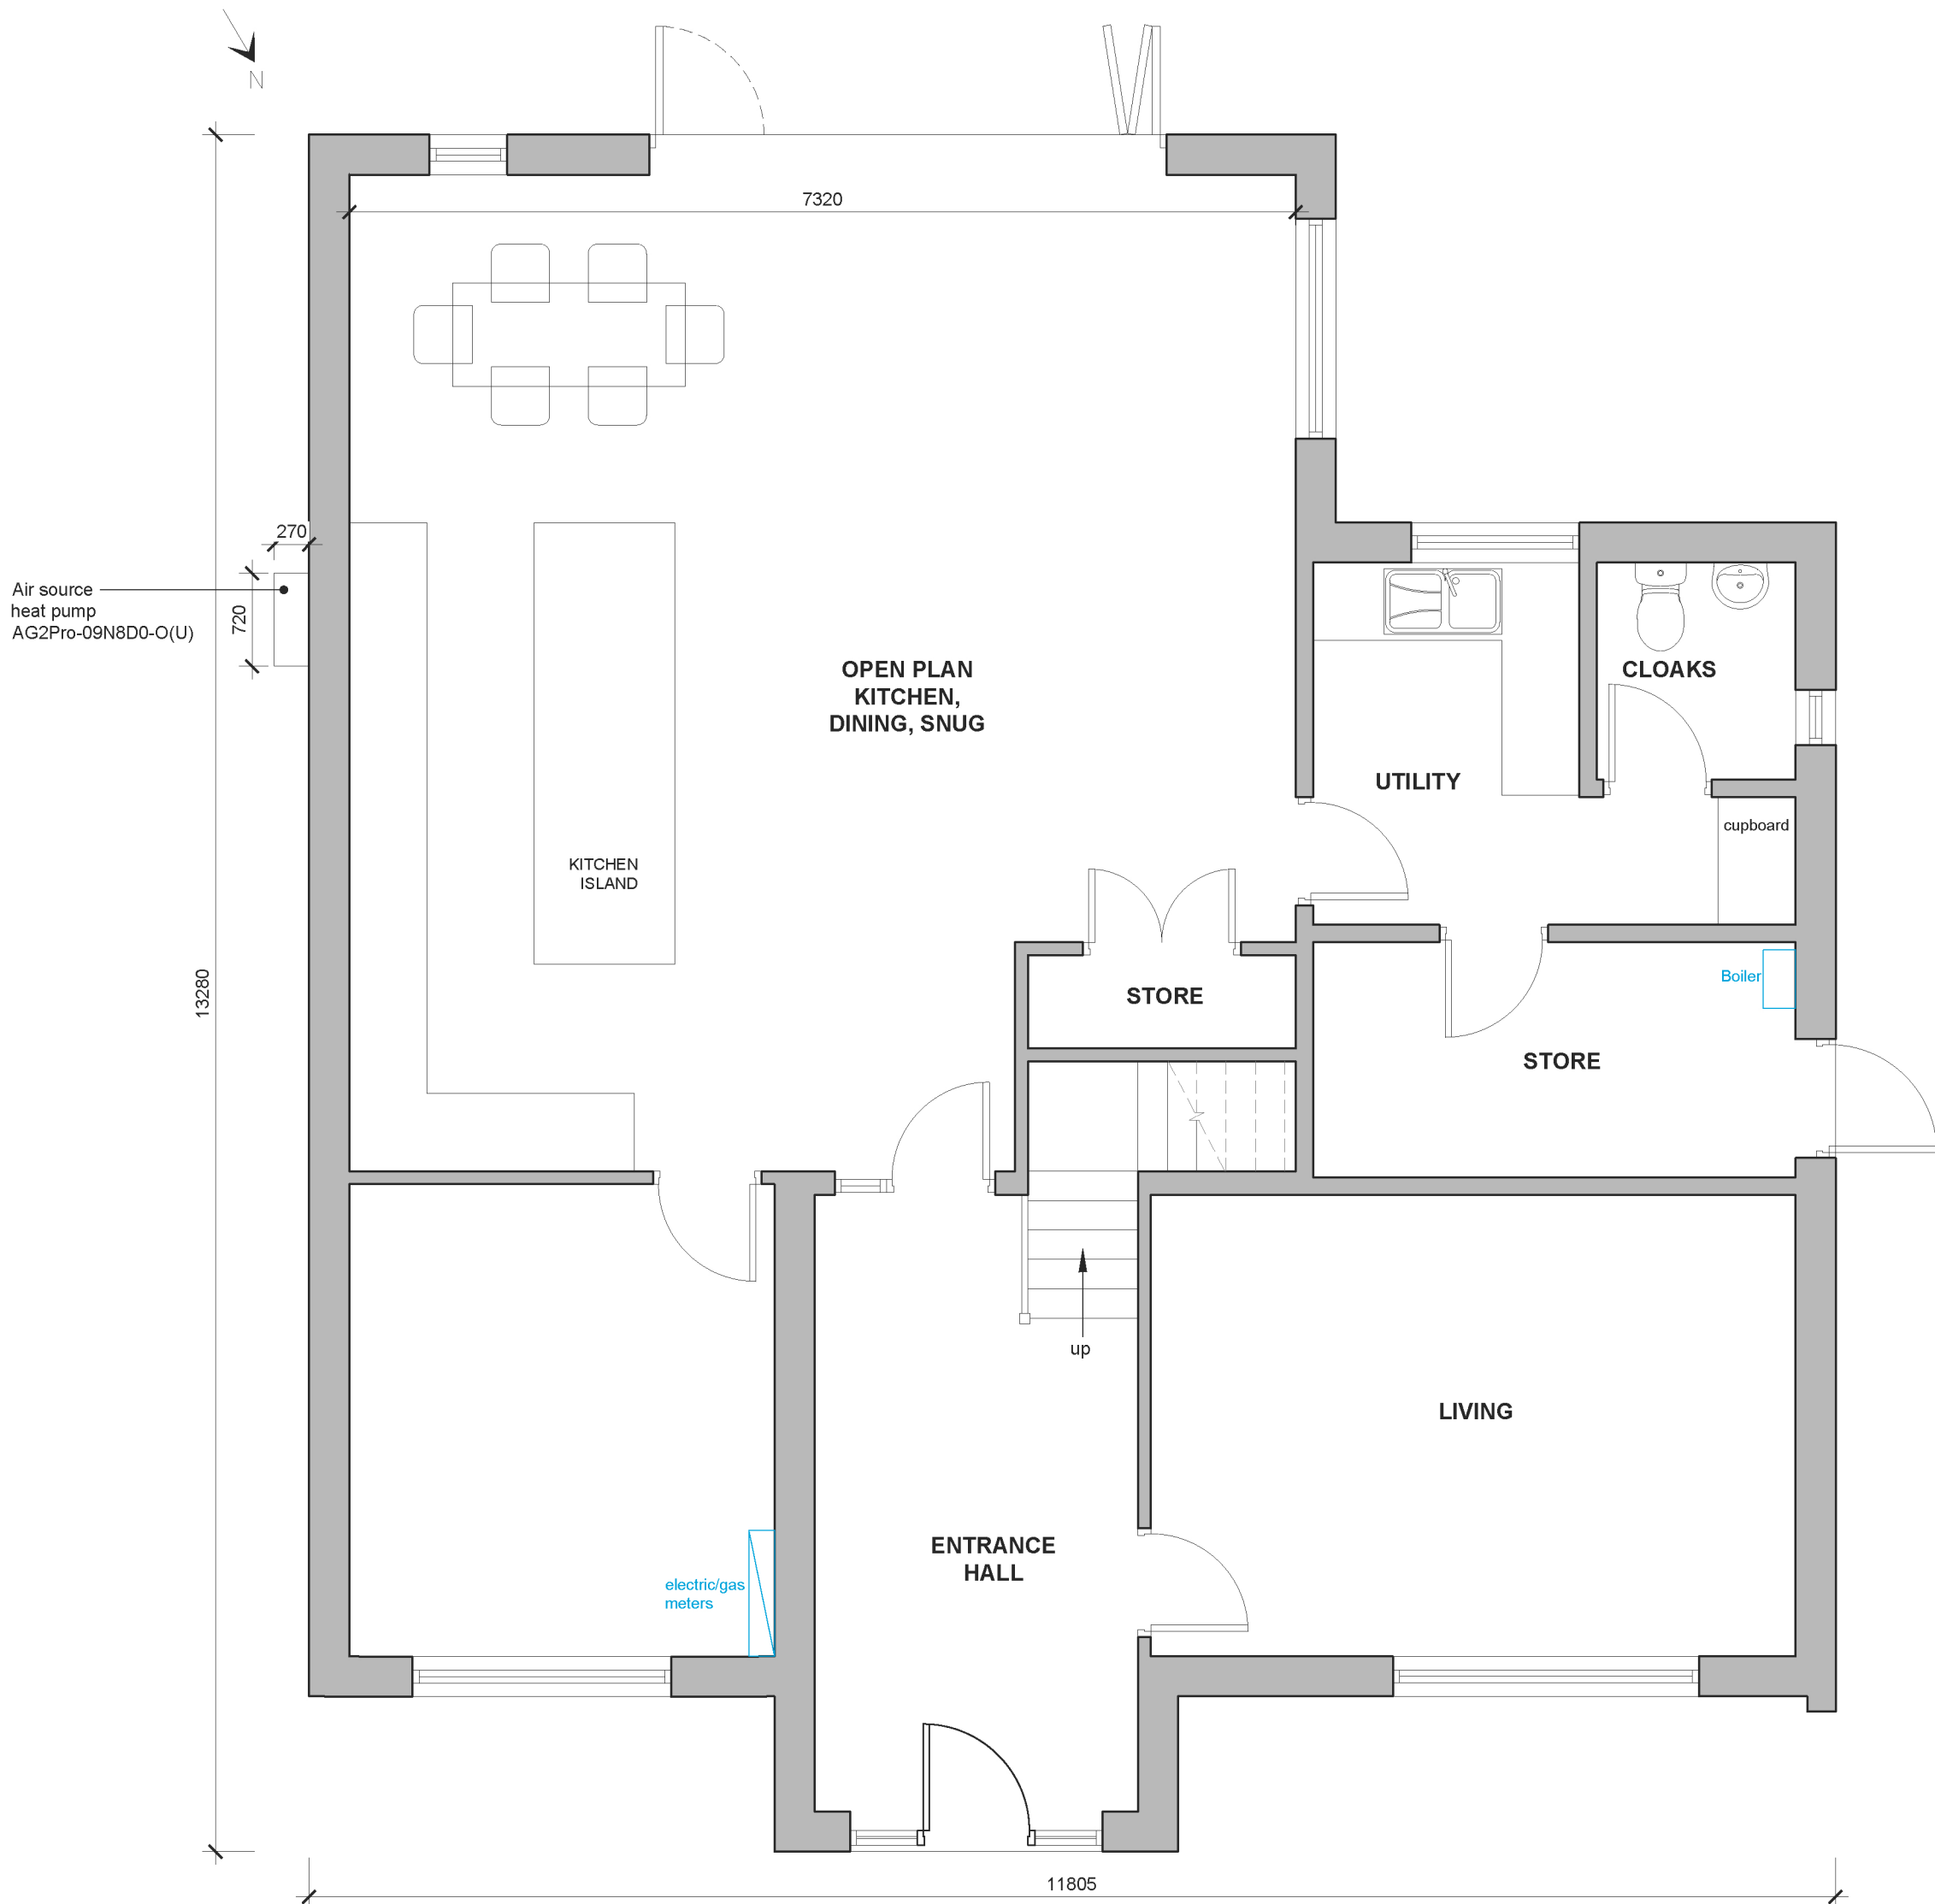 N
7320
270
Air source
heat pump
AG2Pro-09N8D0-O(U)
720
OPEN PLAN
KITCHEN,
DINING, SNUG
CLOAKS
UTILITY
cupboard
KITCHEN
ISLAND
13280
STORE
Boiler
STORE
up
LIVING
ENTRANCE
HALL
electric/gas
meters
11805